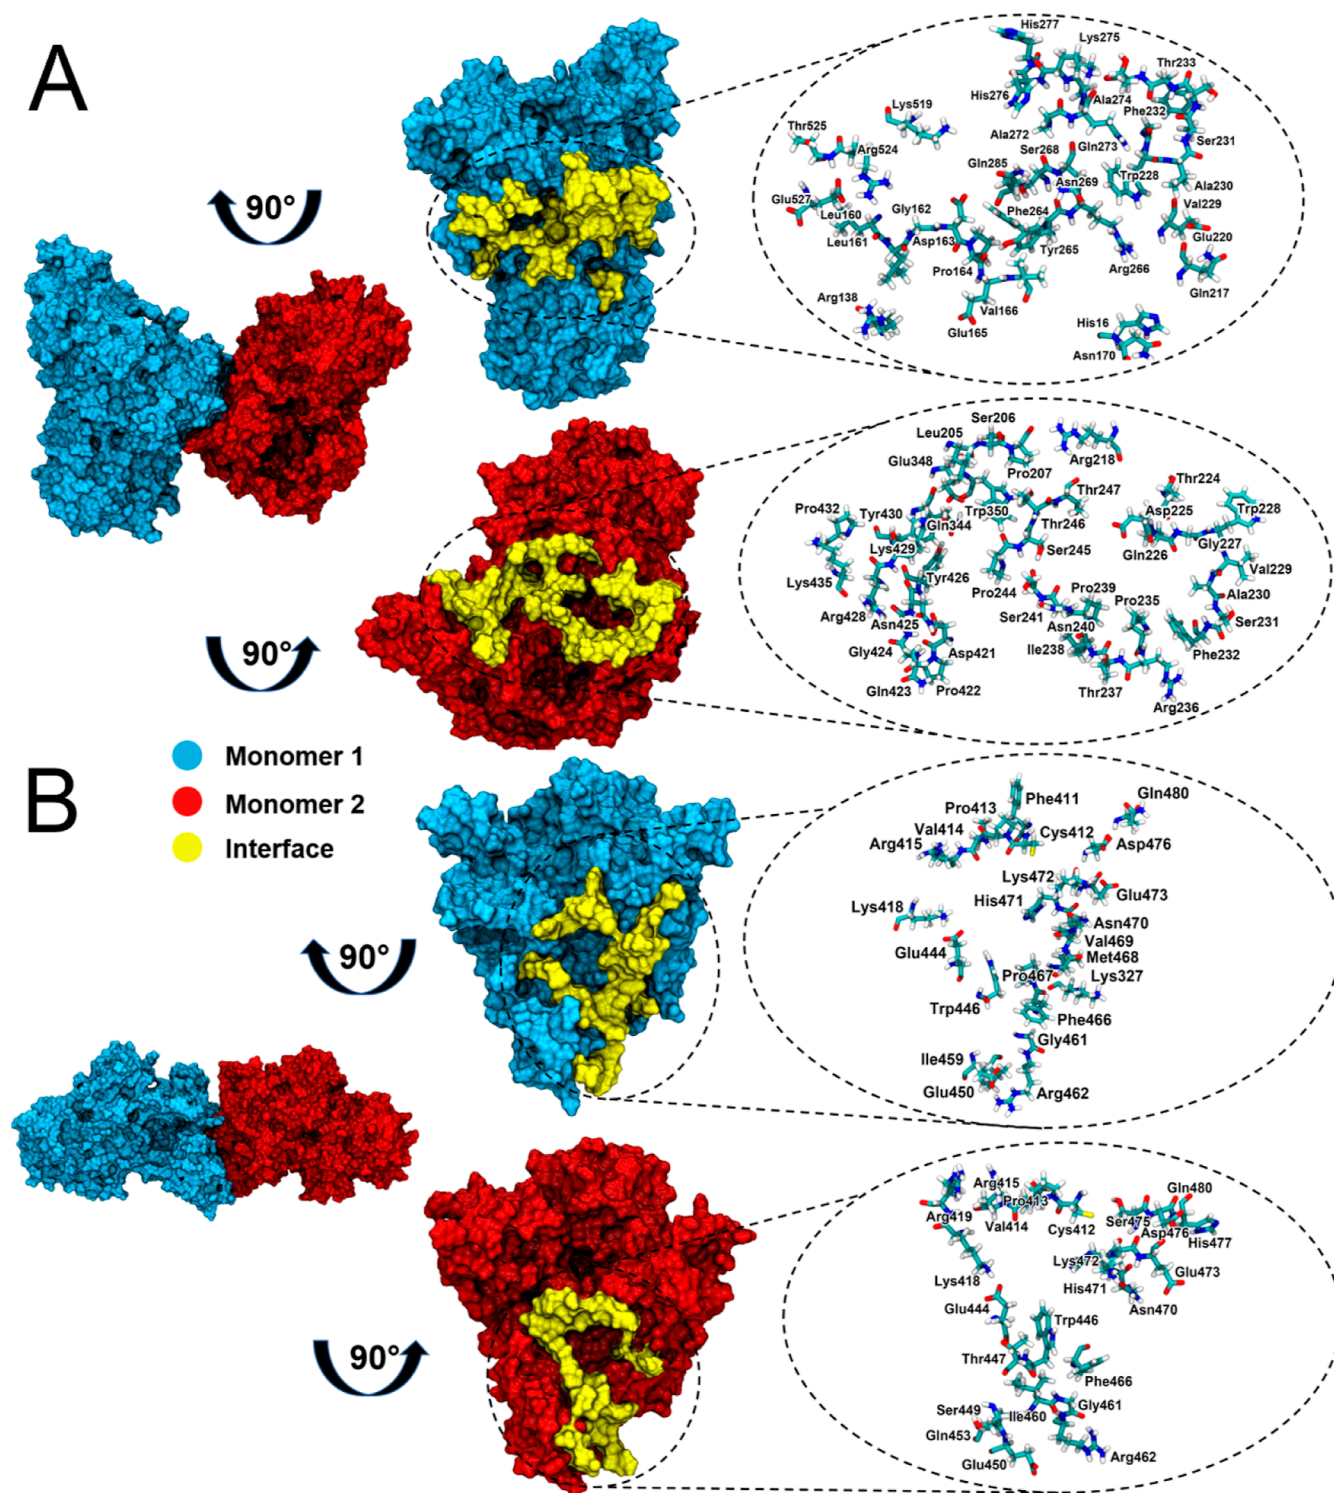 A
90°
His277
Lys275
Thr233
Lys519
His276
Ala274
Phe232
Thr525
Ala272
Ser231
Arg524
Ser268
Gln273
Gln285
Trp228
Asn269
Ala230
Glu527
Leu160
Gly162
Phe264
Val229
Leu161
Asp163
Tyr265
Glu220
Pro164
Arg266
Gln217
Arg138
Val166
Glu165
His16
Asn170
90°
Ser206
Leu205
Glu348
Pro207
Arg218
Thr224
Thr247
Pro432
Tyr430
Trp350
Asp225
Trp228
Gln344
Thr246
Lys429
Gln226
Gly227
Ser245
Val229
Lys435
Tyr426
Pro244
Pro239
Pro235
Ala230
Arg428
Asn425
Ser241
Asn240
Ser231
Gly424
Asp421
Ile238
Phe232
Gln423
Pro422
Thr237
Arg236
Monomer 1
Monomer 2
Interface
B
90°
Phe411
Gln480
Pro413
Val414
Cys412
Arg415
Asp476
Lys472
His471
Glu473
Lys418
Asn470
Glu444
Val469
Met468
Pro467
Lys327
Trp446
Phe466
Gly461
Ile459
Glu450
Arg462
90°
Arg415
Pro413
Gln480
Arg419
Val414
Cys412
Ser475
Asp476
His477
Lys472
Lys418
His471
Glu473
Glu444
Asn470
Trp446
Thr447
Phe466
Ser449
Ile460
Gly461
Gln453
Glu450
Arg462